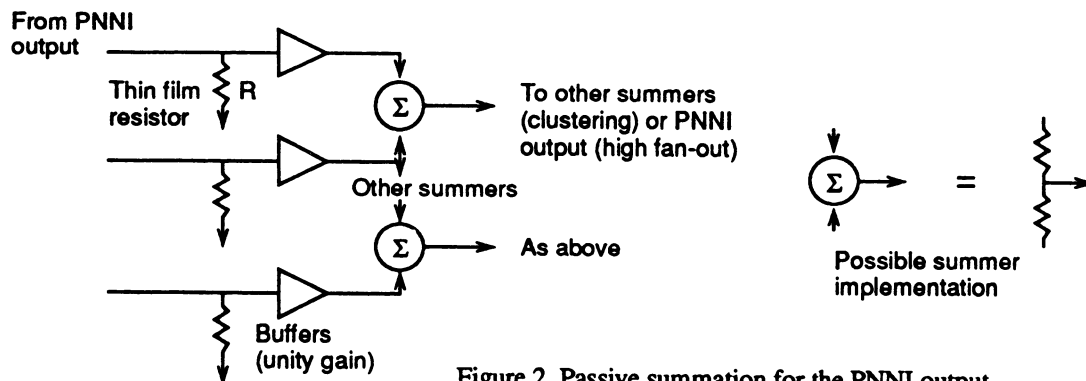 From PNNI
output
Thin film
resistor
R
Σ
To other summers
(clustering) or PNNI
output (high fan-out)
Other summers
Σ
As above
Buffers
(unity gain)
Σ
=
Possible summer
implementation
Figure 2. Passive summation for the PNNI output